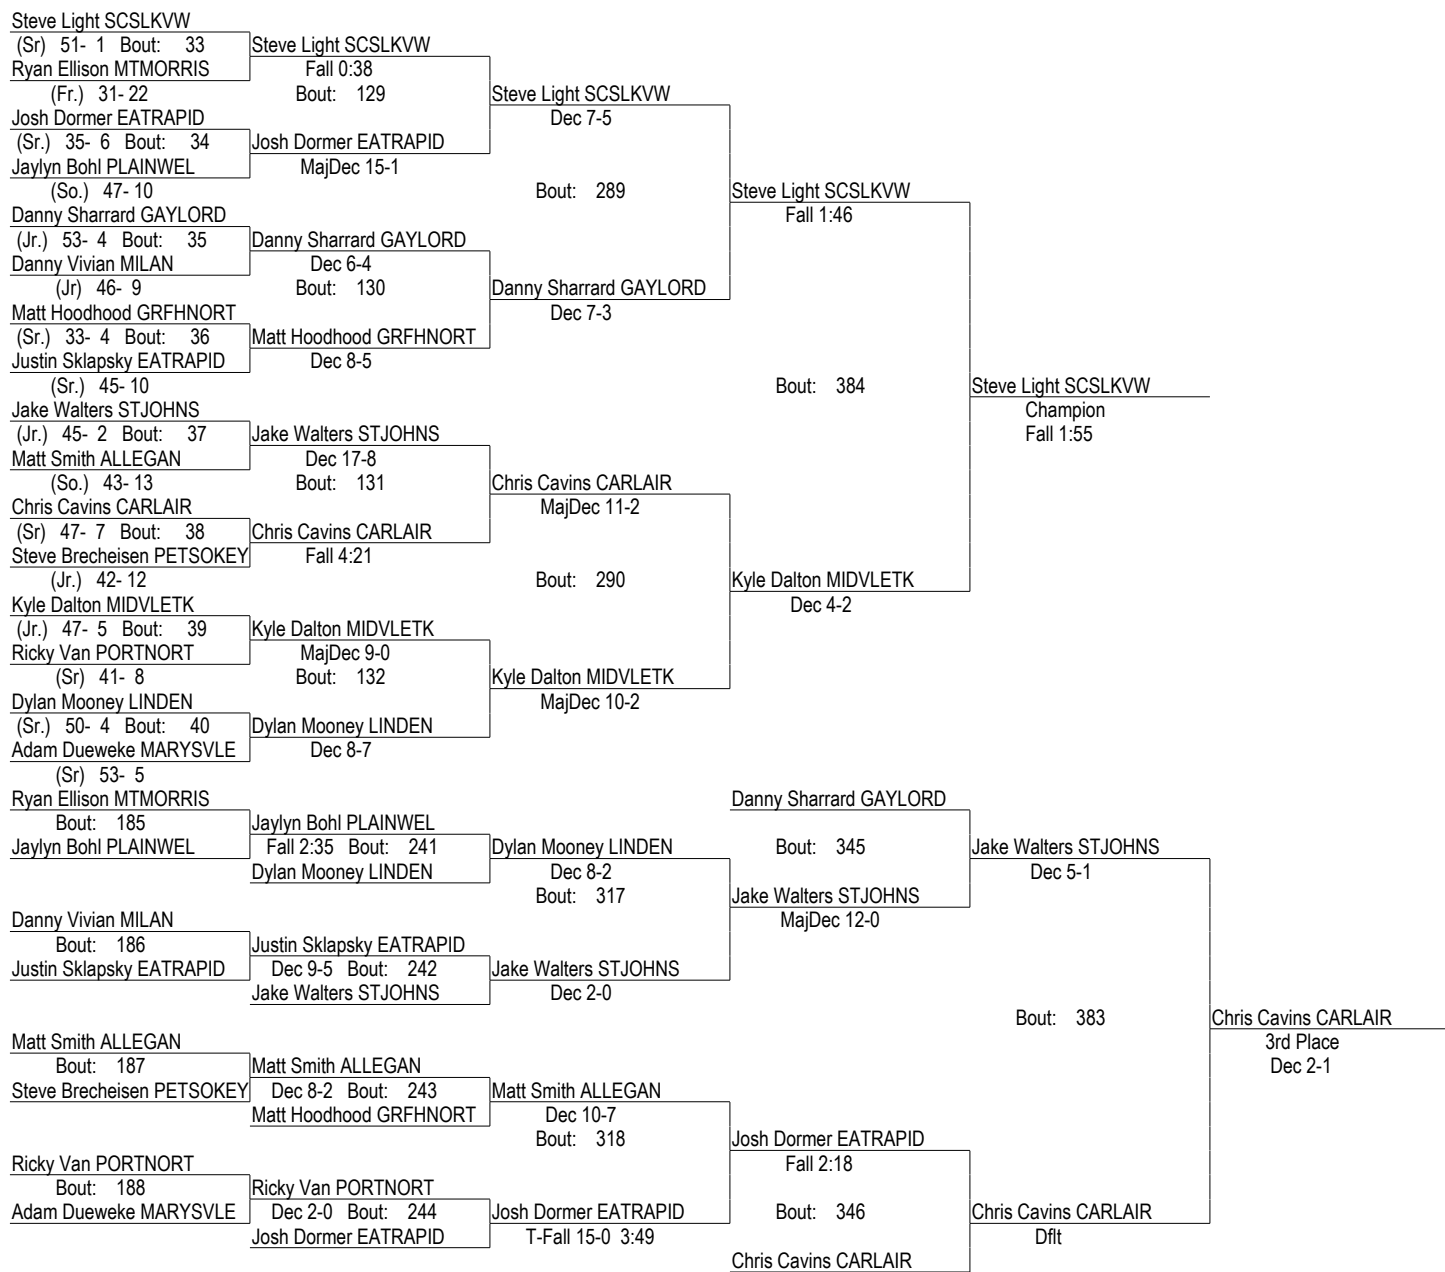 Steve Light SCSLKVW
(Sr) 51- 1 Bout: 33 Steve Light SCSLKVW
Ryan Ellison MTMORRIS Fall 0:38
(Fr.) 31- 22 Bout: 129 Steve Light SCSLKVW
Josh Dormer EATRAPID Dec 7-5
(Sr.) 35- 6 Bout: 34 Josh Dormer EATRAPID
Jaylyn Bohl PLAINWEL MajDec 15-1
(So.) 47- 10 Bout: 289 Steve Light SCSLKVW
Danny Sharrard GAYLORD Fall 1:46
(Jr.) 53- 4 Bout: 35 Danny Sharrard GAYLORD
Danny Vivian MILAN Dec 6-4
(Jr) 46- 9 Bout: 130 Danny Sharrard GAYLORD
Matt Hoodhood GRFHNORT Dec 7-3
(Sr.) 33- 4 Bout: 36 Matt Hoodhood GRFHNORT
Justin Sklapsky EATRAPID Dec 8-5
(Sr.) 45- 10 Bout: 384 Steve Light SCSLKVW
Jake Walters STJOHNS Champion
(Jr.) 45- 2 Bout: 37 Jake Walters STJOHNS Fall 1:55
Matt Smith ALLEGAN Dec 17-8
(So.) 43- 13 Bout: 131 Chris Cavins CARLAIR
Chris Cavins CARLAIR MajDec 11-2
(Sr) 47- 7 Bout: 38 Chris Cavins CARLAIR
Steve Brecheisen PETSOKEY Fall 4:21
(Jr.) 42- 12 Bout: 290 Kyle Dalton MIDVLETK
Kyle Dalton MIDVLETK Dec 4-2
(Jr.) 47- 5 Bout: 39 Kyle Dalton MIDVLETK
Ricky Van PORTNORT MajDec 9-0
(Sr) 41- 8 Bout: 132 Kyle Dalton MIDVLETK
Dylan Mooney LINDEN MajDec 10-2
(Sr.) 50- 4 Bout: 40 Dylan Mooney LINDEN
Adam Dueweke MARYSVLE Dec 8-7
(Sr) 53- 5
Ryan Ellison MTMORRIS Danny Sharrard GAYLORD
Bout: 185 Jaylyn Bohl PLAINWEL
Jaylyn Bohl PLAINWEL Fall 2:35 Bout: 241 Dylan Mooney LINDEN Bout: 345 Jake Walters STJOHNS
Dylan Mooney LINDEN Dec 8-2 Dec 5-1
Bout: 317 Jake Walters STJOHNS
Danny Vivian MILAN MajDec 12-0
Bout: 186 Justin Sklapsky EATRAPID
Justin Sklapsky EATRAPID Dec 9-5 Bout: 242 Jake Walters STJOHNS
Jake Walters STJOHNS Dec 2-0
Bout: 383 Chris Cavins CARLAIR
Matt Smith ALLEGAN 3rd Place
Bout: 187 Matt Smith ALLEGAN Dec 2-1
Steve Brecheisen PETSOKEY Dec 8-2 Bout: 243 Matt Smith ALLEGAN
Matt Hoodhood GRFHNORT Dec 10-7
Bout: 318 Josh Dormer EATRAPID
Ricky Van PORTNORT Fall 2:18
Bout: 188 Ricky Van PORTNORT
Adam Dueweke MARYSVLE Dec 2-0 Bout: 244 Josh Dormer EATRAPID Bout: 346 Chris Cavins CARLAIR
Josh Dormer EATRAPID T-Fall 15-0 3:49 Dflt
Chris Cavins CARLAIR